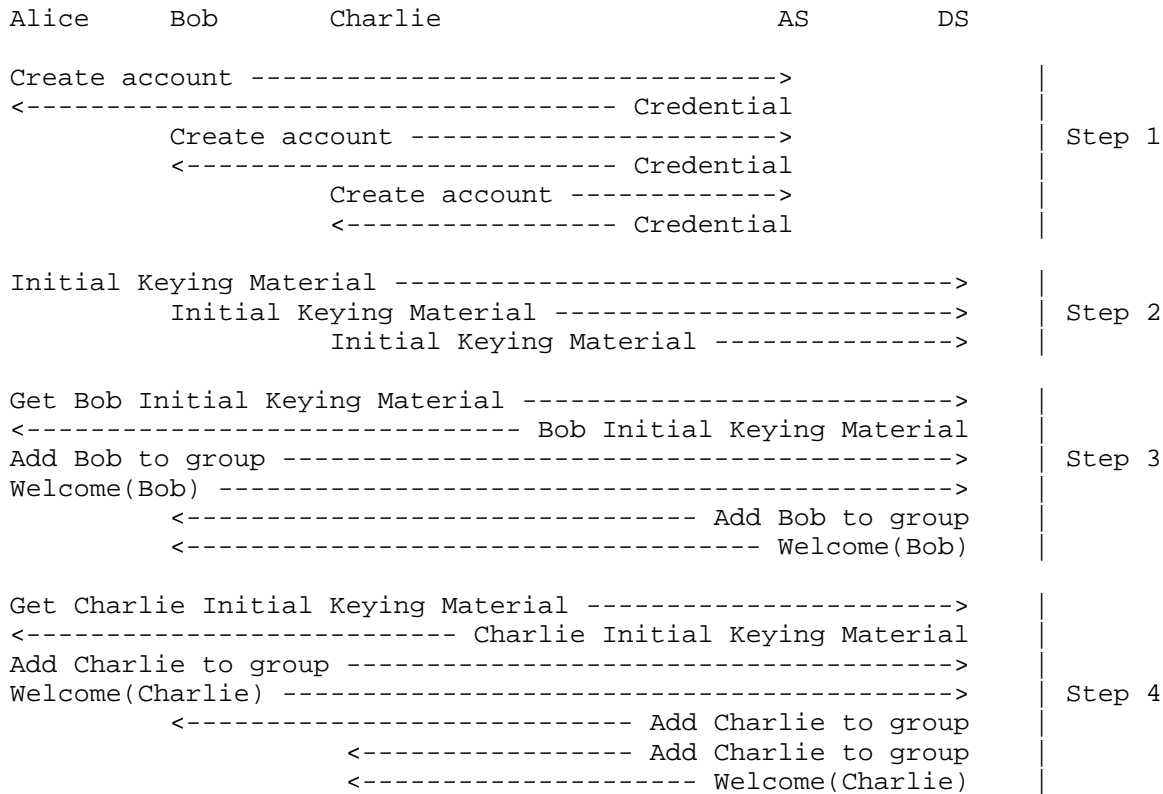 Alice     Bob       Charlie                     AS        DS
Create account --------------------------------->               |
<------------------------------------- Credential               |
          Create account ----------------------->               | Step 1
          <--------------------------- Credential               |
                    Create account ------------->               |
                    <----------------- Credential               |
Initial Keying Material ----------------------------------->    |
          Initial Keying Material ------------------------->    | Step 2
                    Initial Keying Material --------------->    |
Get Bob Initial Keying Material --------------------------->    |
<------------------------------- Bob Initial Keying Material    |
Add Bob to group ------------------------------------------>    | Step 3
Welcome(Bob) ---------------------------------------------->    |
          <-------------------------------- Add Bob to group    |
          <------------------------------------ Welcome(Bob)    |
Get Charlie Initial Keying Material ----------------------->    |
<--------------------------- Charlie Initial Keying Material    |
Add Charlie to group -------------------------------------->    |
Welcome(Charlie) ------------------------------------------>    | Step 4
          <---------------------------- Add Charlie to group    |
                     <----------------- Add Charlie to group    |
                     <--------------------- Welcome(Charlie)    |